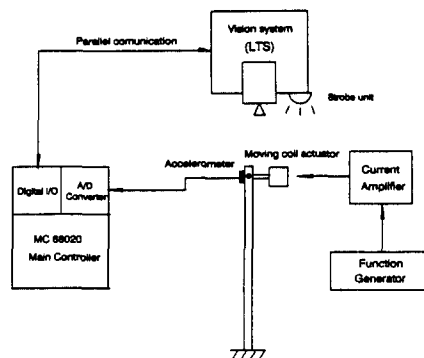 Vision system
(LTS)
Parallel comunication
Strobe unit
Moving coil actuator
Accelerometer
Digital I/O
A/D
Converter
Current
Amplifier
MC 68020
Main Controller
Function
Generator